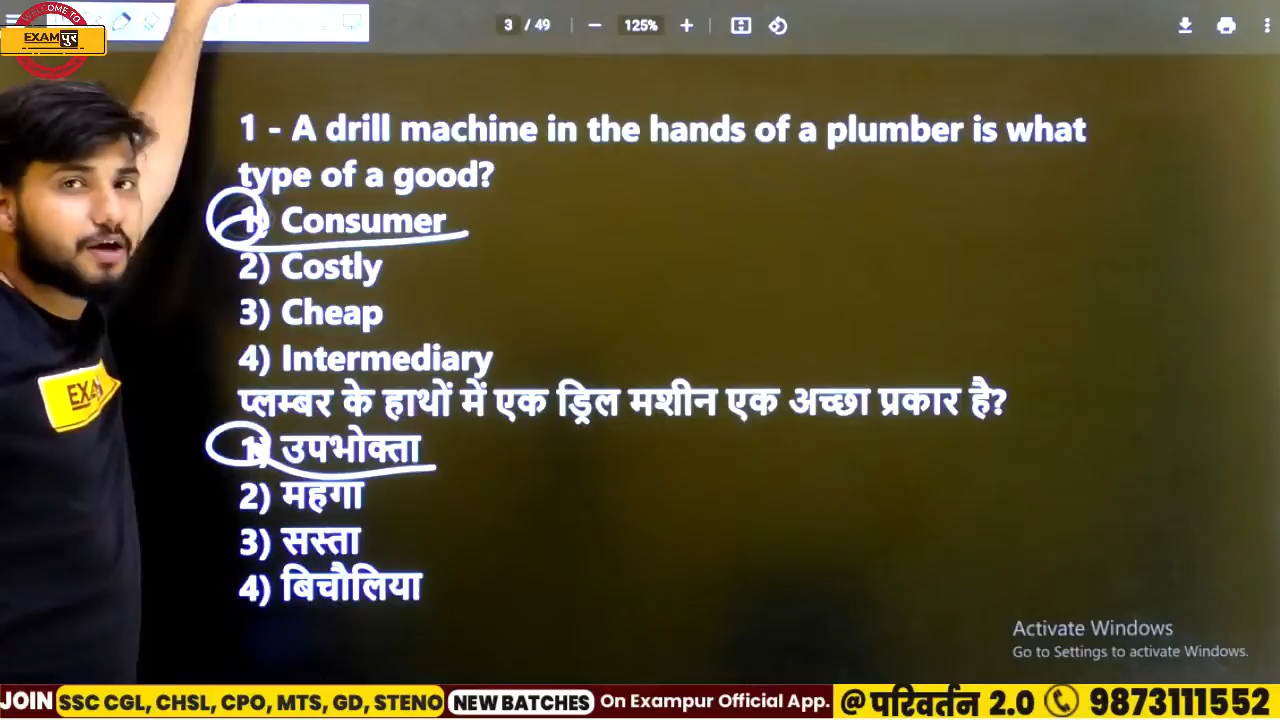 WELCOME TO
EXAMपुर
3 / 49
125%
1 - A drill machine in the hands of a plumber is what
type of a good?
1) Consumer
2) Costly
3) Cheap
4) Intermediary
प्लम्बर के हाथों में एक ड्रिल मशीन एक अच्छा प्रकार है?
1) उपभोक्ता
2) महगा
3) सस्ता
4) बिचौलिया
Activate Windows
Go to Settings to activate Windows.
JOIN SSC CGL, CHSL, CPO, MTS, GD, STENO NEW BATCHES On Exampur Official App. @परिवर्तन 2.0 9873111552